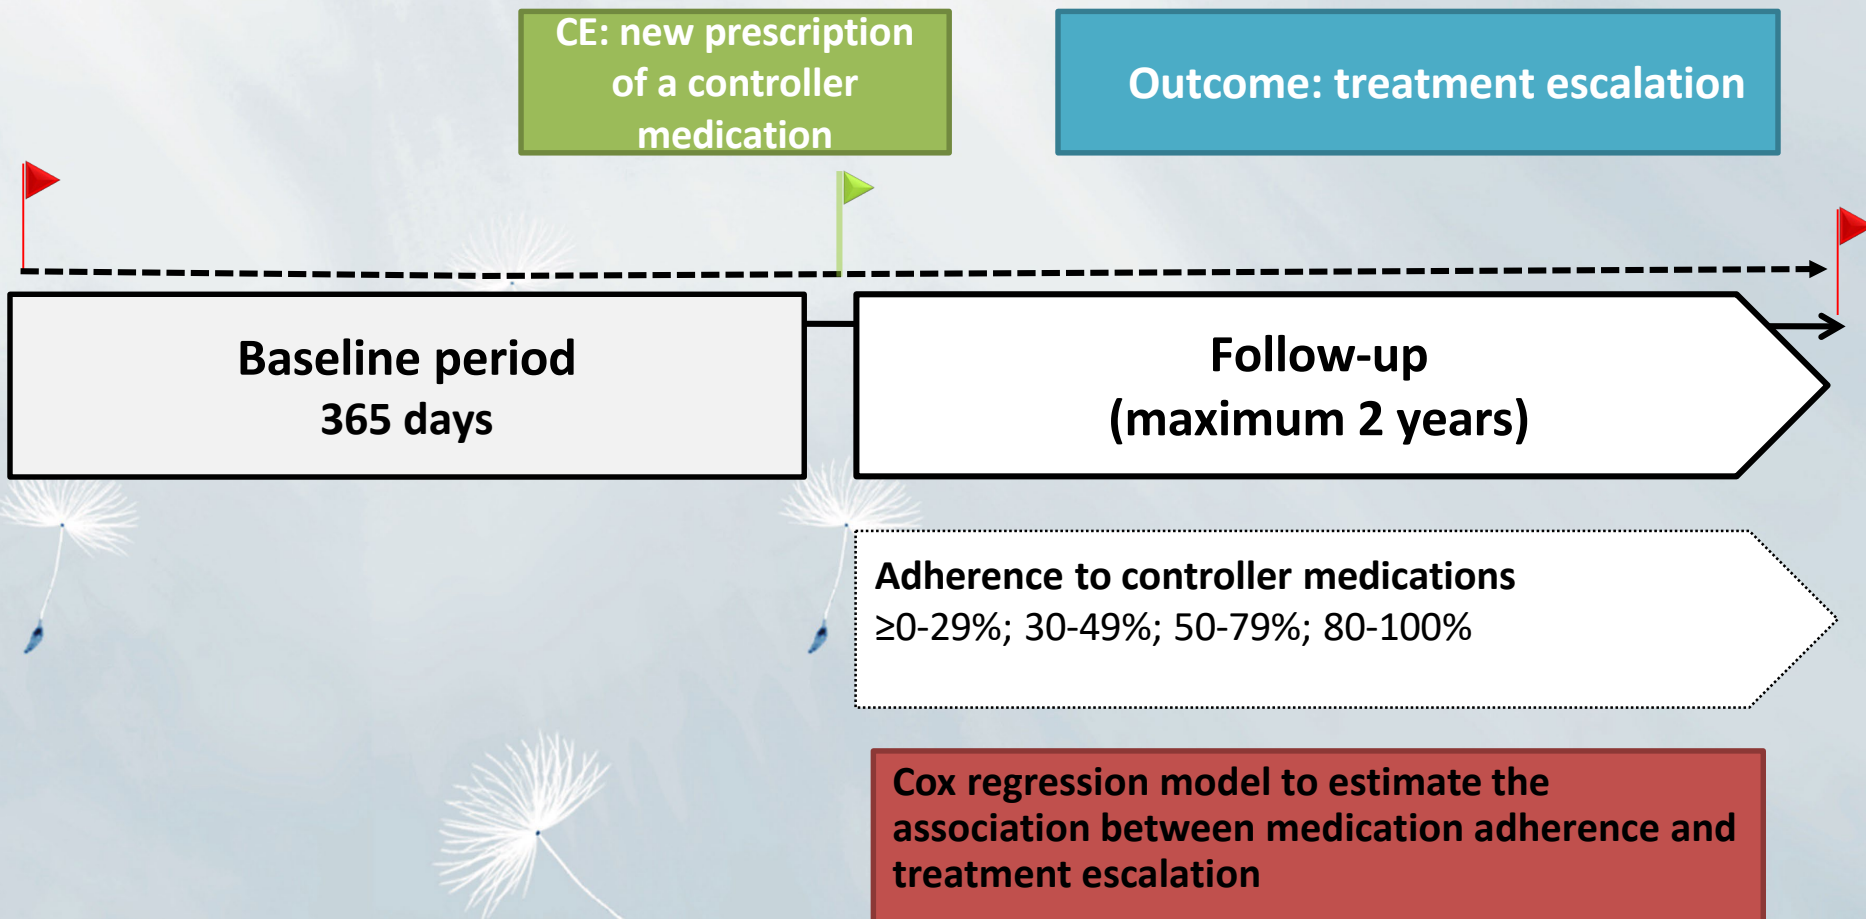 CE: new prescription
of a controller
medication
Outcome: treatment escalation
Baseline period
365 days
Follow-up
(maximum 2 years)
Adherence to controller medications
≥0-29%; 30-49%; 50-79%; 80-100%
Cox regression model to estimate the
association between medication adherence and
treatment escalation